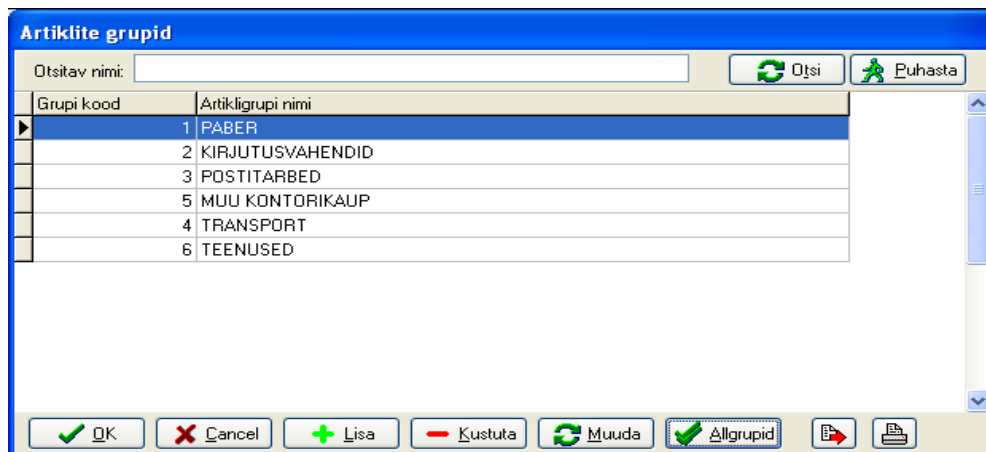 Artiklite grupid
Otsitav nimi: Otsi Puhasta
Grupi kood Artikligrupi nimi
1 PABER
2 KIRJUTUSVAHENDID
3 POSTITARBED
5 MUU KONTORIKAUP
4 TRANSPORT
6 TEENUSED
OK Cancel Lisa Kustuta Muuda Allgrupid